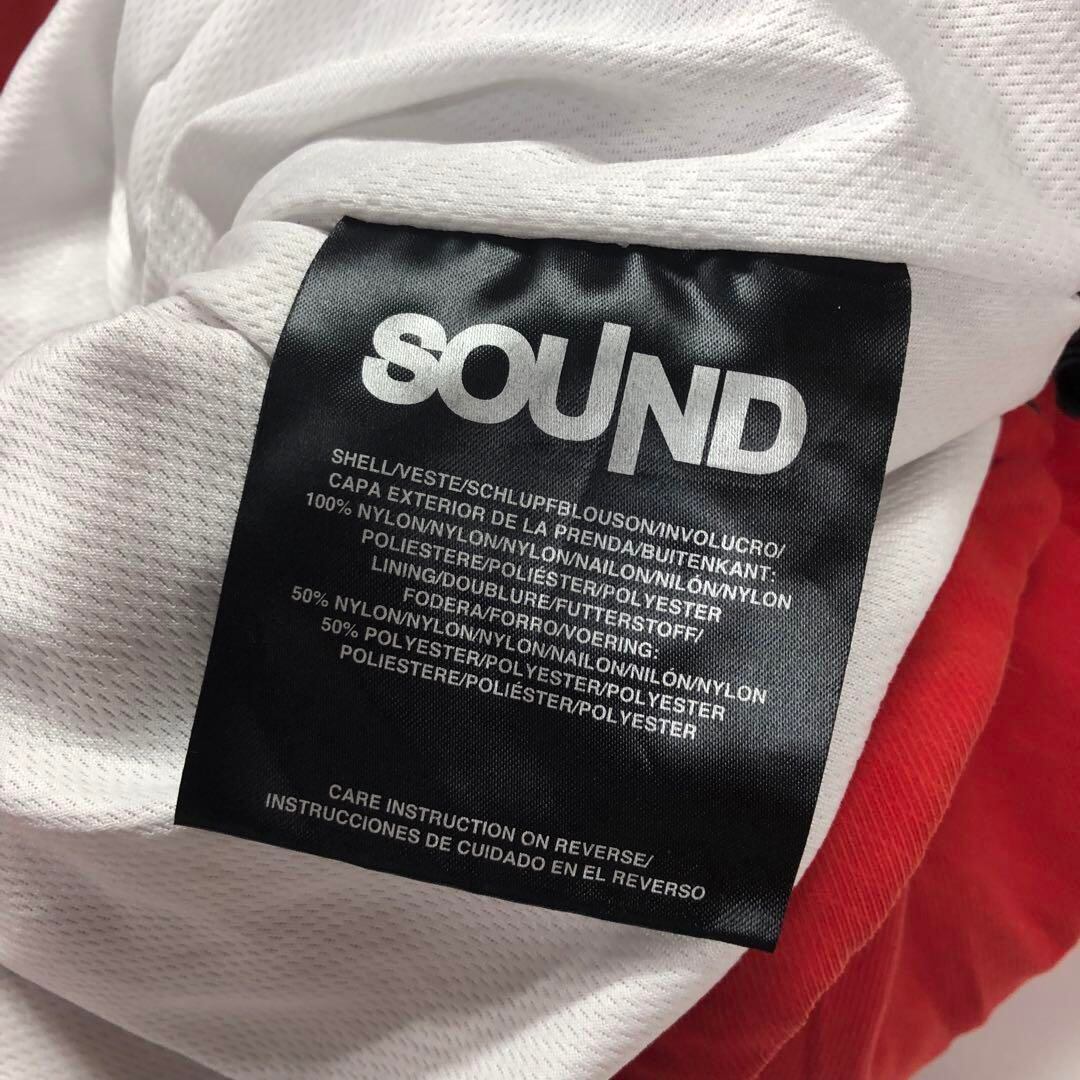 SOUND
SHELL/VESTE/SCHLUPFBLOUSON/INVOLUCRO/
CAPA EXTERIOR DE LA PRENDA/BUITENKANT:
100% NYLON/NYLON/NYLON/NAILON/NILÓN/NYLON
POLIESTERE/POLIÉSTER/POLYESTER
LINING/DOUBLURE/FUTTERSTOFF/
FODERA/FORRO/VOERING:
50% NYLON/NYLON/NYLON/NAILON/NILÓN/NYLON
50% POLYESTER/POLYESTER/POLYESTER
POLIESTERE/POLIÉSTER/POLYESTER
CARE INSTRUCTION ON REVERSE/
INSTRUCCIONES DE CUIDADO EN EL REVERSO